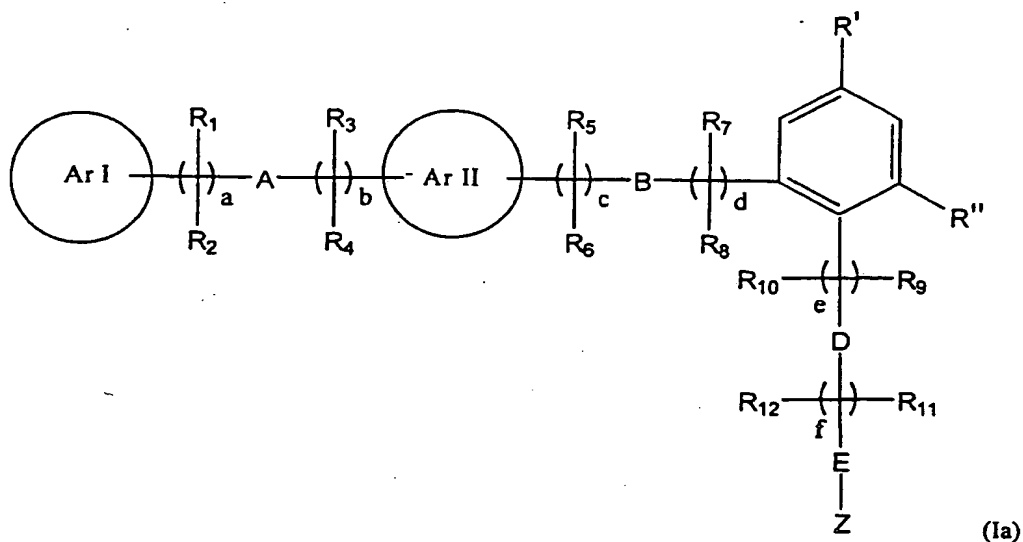 R'
R1 R3 R5 R7
Ar I ( ) a A ( ) b - Ar II ( ) c B ( ) d
R2 R4 R6 R8 R"
R10 ( ) e R9
D
R12 ( ) f R11
E
Z
(Ia)